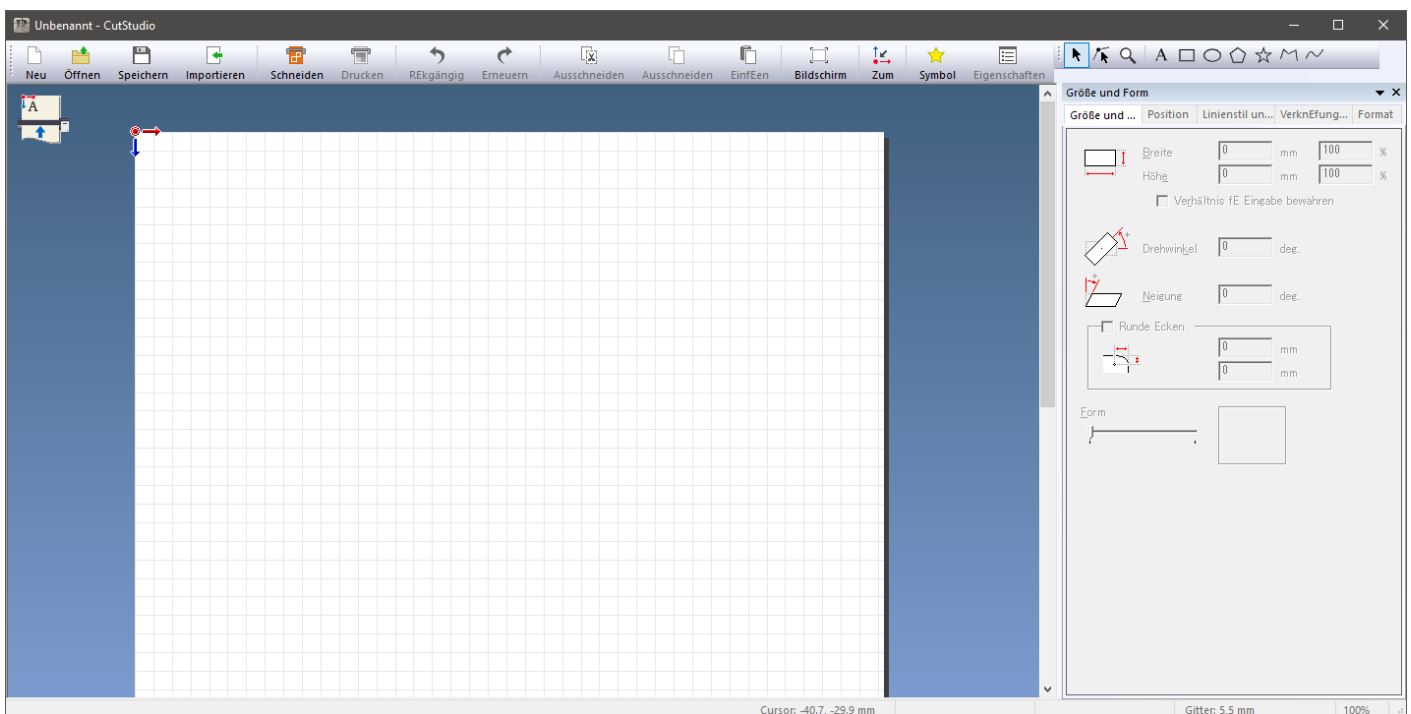 Unbenannt - CutStudio
Neu Öffnen Speichern Importieren Schneiden Drucken REkgängig Erneuern Ausschneiden Ausschneiden EinfEen Bildschirm Zum Symbol Eigenschaften
A
A
Größe und Form
Größe und ... Position Linienstil un... VerknEfung... Format
Breite 0 mm 100 %
Höhe 0 mm 100 %
Verhältnis fE Eingabe bewahren
Drehwinkel 0 deg.
Neigung 0 deg.
Runde Ecken
0 mm
0 mm
Form
Cursor: -40.7, -29.9 mm Gitter: 5.5 mm 100%